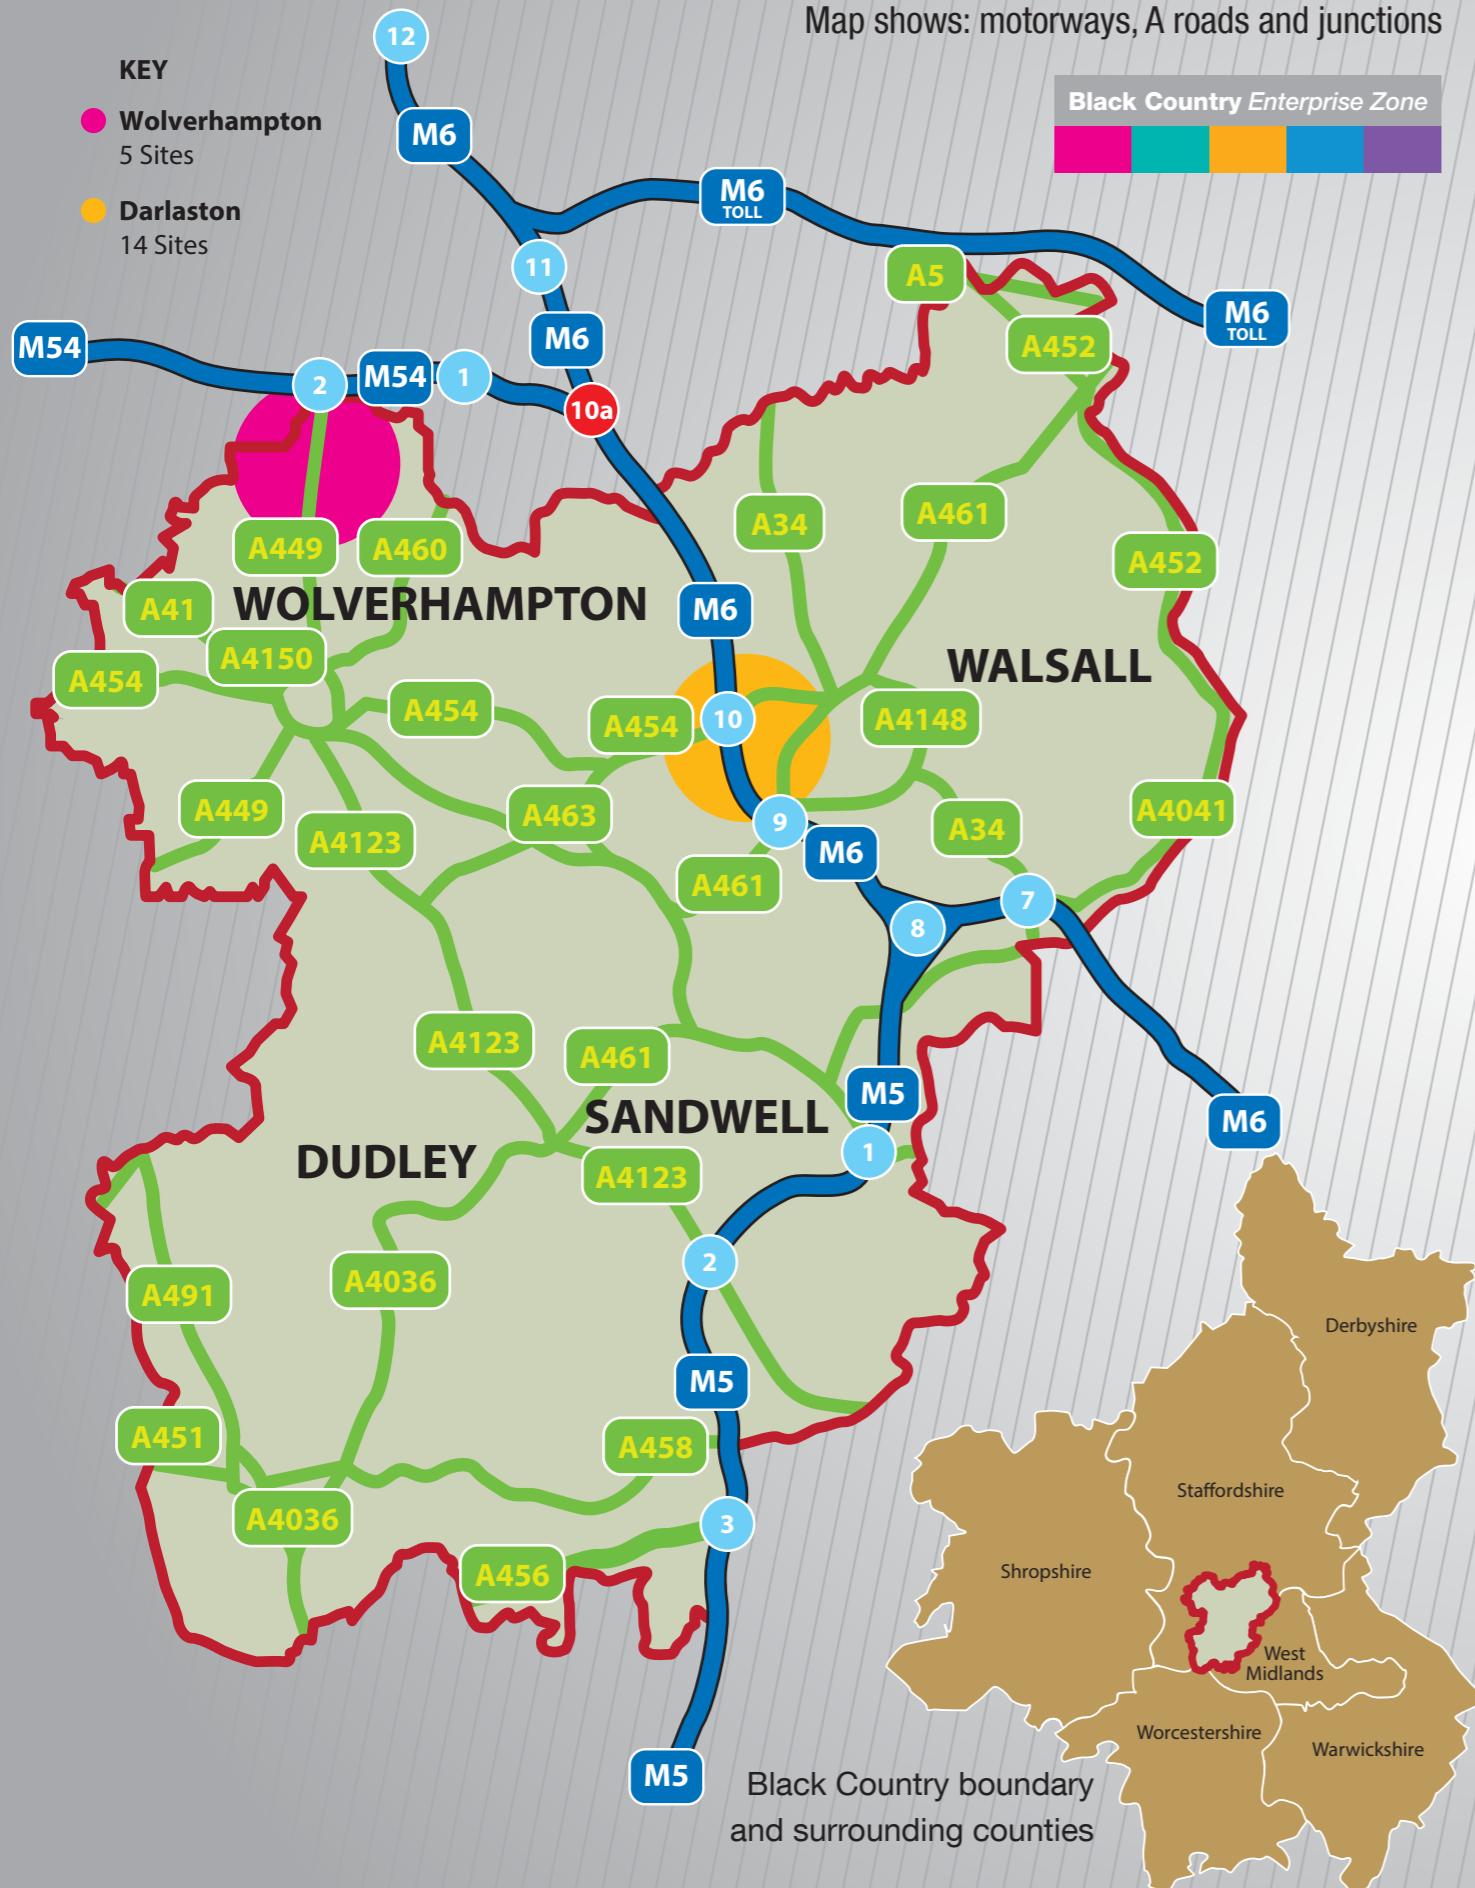 Map shows: motorways, A roads and junctions
12
KEY
Black Country Enterprise Zone
Wolverhampton
5 Sites
M6
Darlaston
14 Sites
M6
TOLL
11
A5
M6
TOLL
M6
A452
M54
2
M54
1
10a
A34
A461
A449
A460
A452
A41
WOLVERHAMPTON
M6
A4150
WALSALL
A454
A454
A454
10
A4148
A449
A4123
A463
9
A34
A4041
M6
A461
8
7
A4123
A461
M5
M6
SANDWELL
DUDLEY
1
A4123
2
A491
A4036
M5
A451
A458
A4036
3
A456
M5
Derbyshire
Staffordshire
Shropshire
West
Midlands
Worcestershire
Warwickshire
Black Country boundary
and surrounding counties